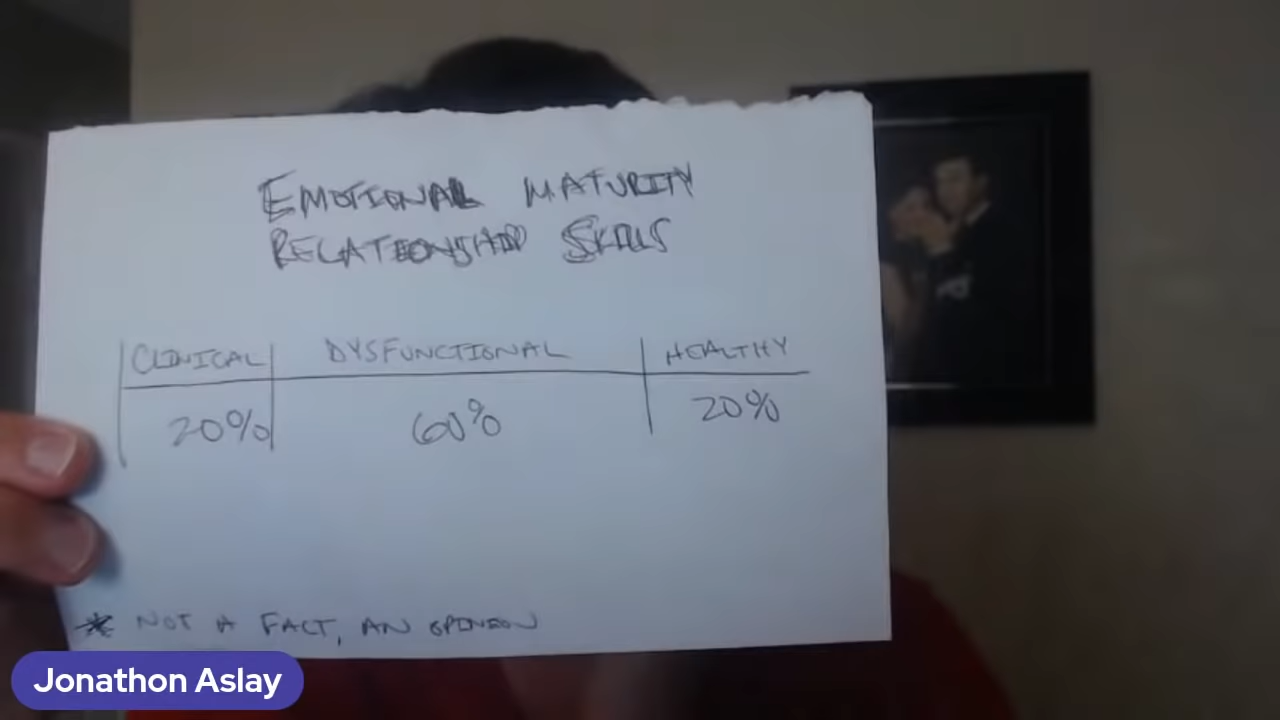 EMOTIONAL MATURITY
RELATIONSHIP SKILLS
CLINICAL DYSFUNCTIONAL HEALTHY
20% 60% 20%
* NOT A FACT, AN OPINION
Jonathon Aslay